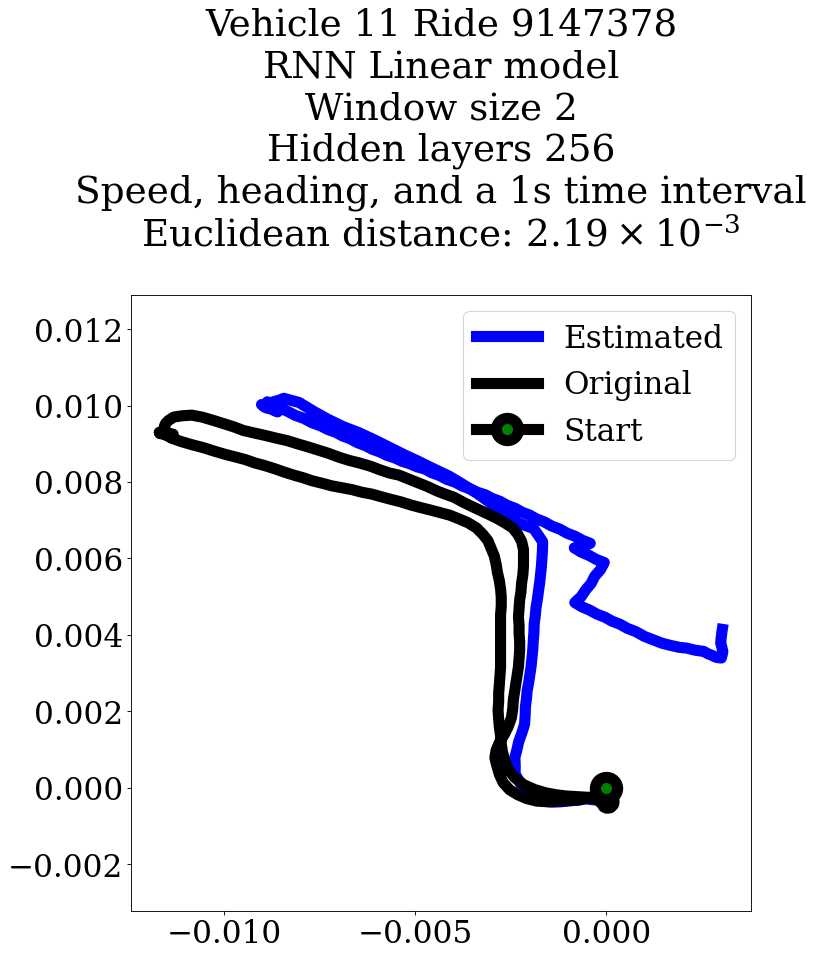 Vehicle 11 Ride 9147378
RNN Linear model
Window size 2
Hidden layers 256
Speed, heading, and a 1s time interval
Euclidean distance: 2.19 × 10⁻³
Estimated
Original
Start
0.012
0.010
0.008
0.006
0.004
0.002
0.000
−0.002
−0.010
−0.005
0.000